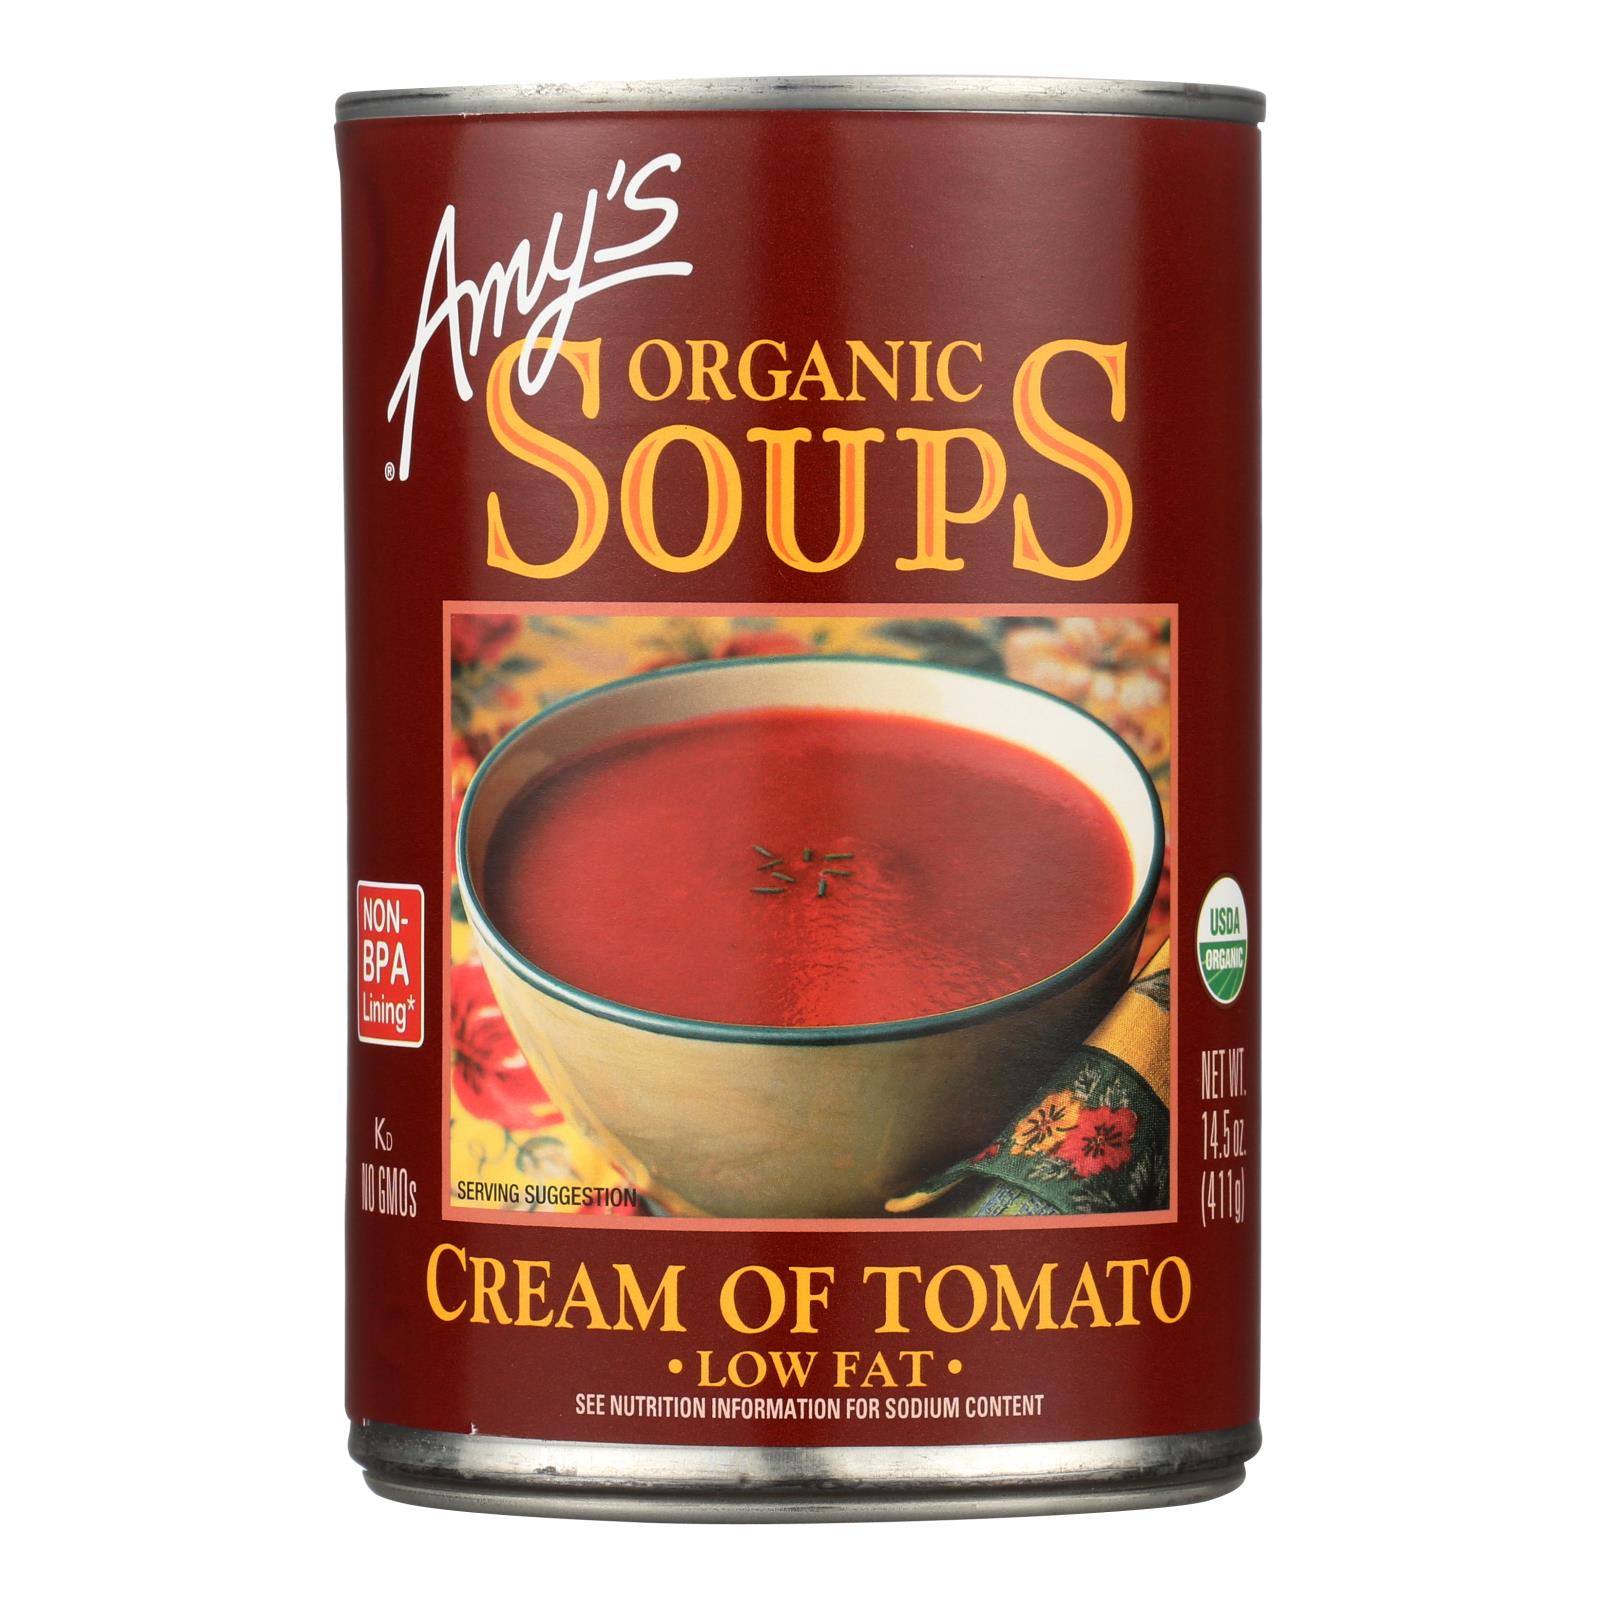 Amy's
®
ORGANIC
SOUPS
NON-
BPA
Lining*
USDA
ORGANIC
KD
NO GMOs
NET WT.
14.5 oz.
(411g)
SERVING SUGGESTION
CREAM OF TOMATO
• LOW FAT •
SEE NUTRITION INFORMATION FOR SODIUM CONTENT